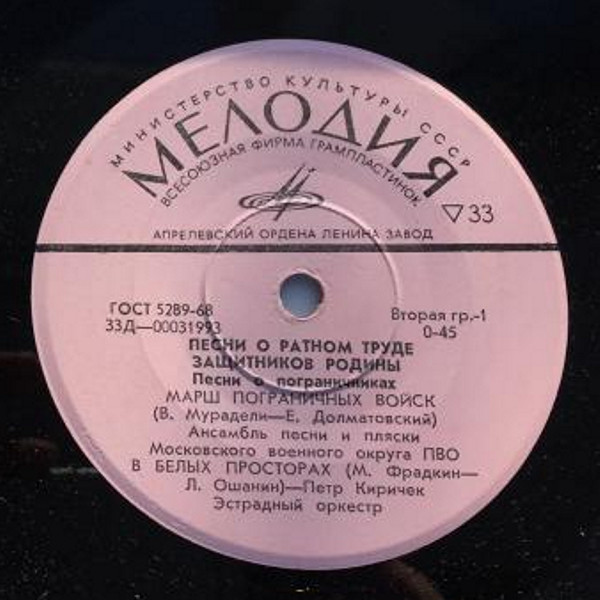 МИНИСТЕРСТВО КУЛЬТУРЫ СССР
МЕЛОДИЯ
ВСЕСОЮЗНАЯ ФИРМА ГРАМПЛАСТИНОК
▽33
АПРЕЛЕВСКИЙ ОРДЕНА ЛЕНИНА ЗАВОД
ГОСТ 5289-68
Вторая гр.-1
33Д—00031993
0-45
ПЕСНИ О РАТНОМ ТРУДЕ
ЗАЩИТНИКОВ РОДИНЫ
Песни о пограничниках
МАРШ ПОГРАНИЧНЫХ ВОЙСК
(В. Мурадели—Е. Долматовский)
Ансамбль песни и пляски
Московского военного округа ПВО
В БЕЛЫХ ПРОСТОРАХ (М. Фрадкин—
Л. Ошанин)—Петр Киричек
Эстрадный оркестр